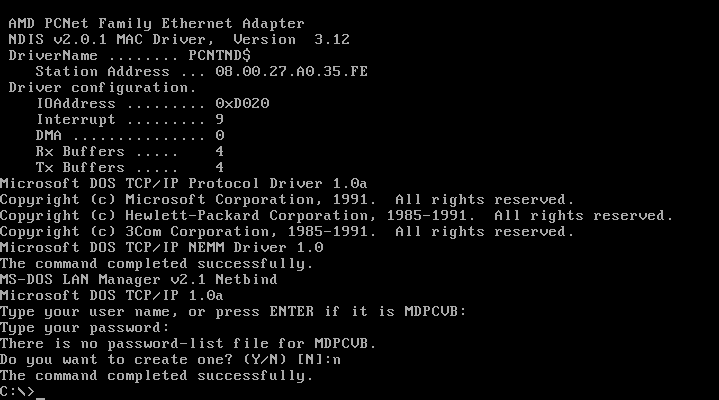 AMD PCNet Family Ethernet Adapter
NDIS v2.0.1 MAC Driver,  Version  3.12
DriverName ........ PCNTND$
Station Address ... 08.00.27.A0.35.FE
Driver configuration.
IOAddress ......... 0xD020
Interrupt ......... 9
DMA ............... 0
Rx Buffers .....    4
Tx Buffers .....    4
Microsoft DOS TCP/IP Protocol Driver 1.0a
Copyright (c) Microsoft Corporation, 1991.  All rights reserved.
Copyright (c) Hewlett-Packard Corporation, 1985-1991.  All rights reserved.
Copyright (c) 3Com Corporation, 1985-1991.  All rights reserved.
Microsoft DOS TCP/IP NEMM Driver 1.0
The command completed successfully.
MS-DOS LAN Manager v2.1 Netbind
Microsoft DOS TCP/IP 1.0a
Type your user name, or press ENTER if it is MDPCVB:
Type your password:
There is no password-list file for MDPCVB.
Do you want to create one? (Y/N) [N]:n
The command completed successfully.
C:\>_